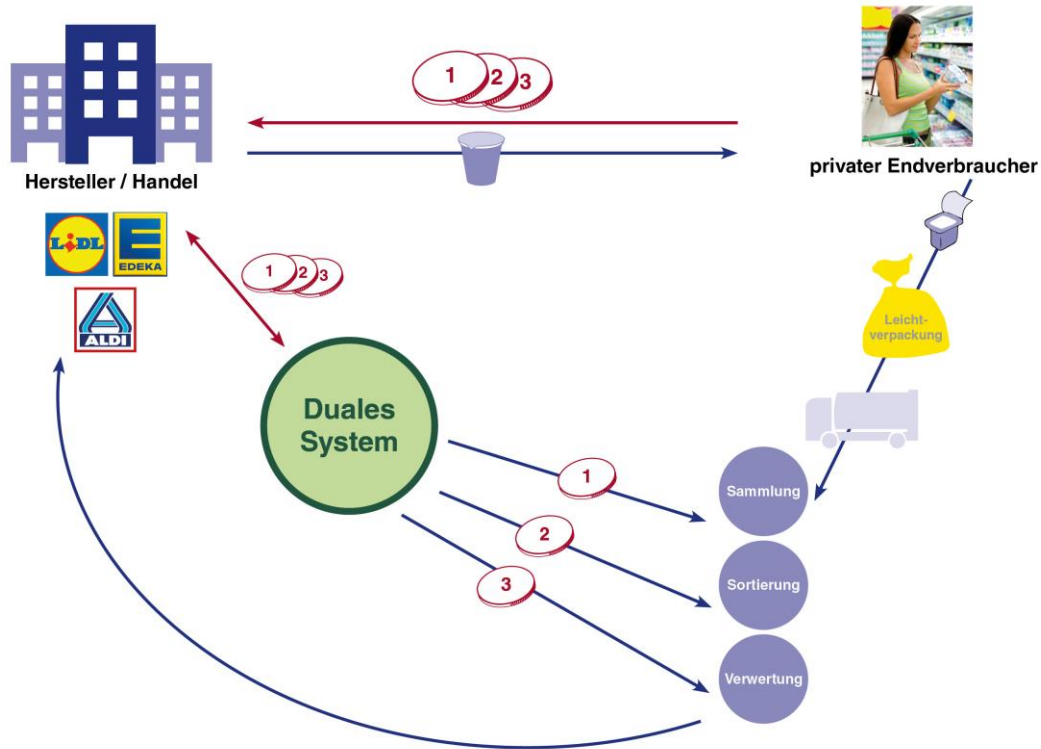 1 2 3
Hersteller / Handel
privater Endverbraucher
LIDL
E
EDEKA
1 2 3
ALDI
Leicht-
verpackung
Duales
System
1
Sammlung
2
Sortierung
3
Verwertung